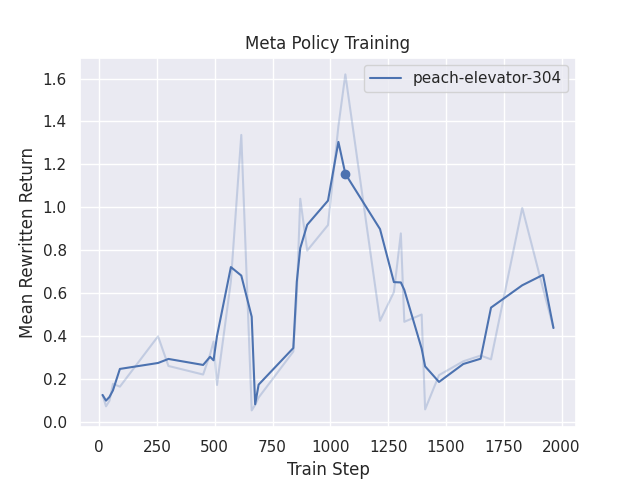 Meta Policy Training
peach-elevator-304
Mean Rewritten Return
1.6
1.4
1.2
1.0
0.8
0.6
0.4
0.2
0.0
0 250 500 750 1000 1250 1500 1750 2000
Train Step